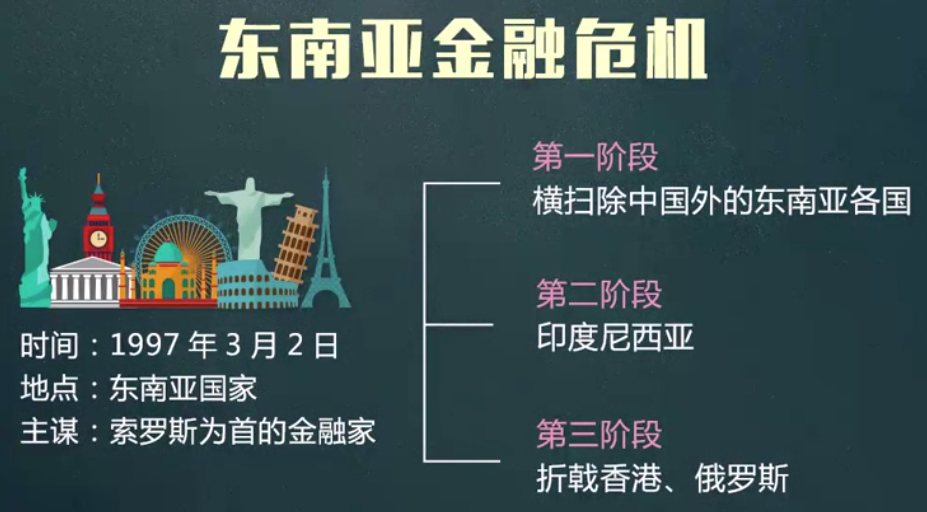 东南亚金融危机
时间：1997 年 3 月 2 日
地点：东南亚国家
主谋：索罗斯为首的金融家
第一阶段
横扫除中国外的东南亚各国
第二阶段
印度尼西亚
第三阶段
折戟香港、俄罗斯